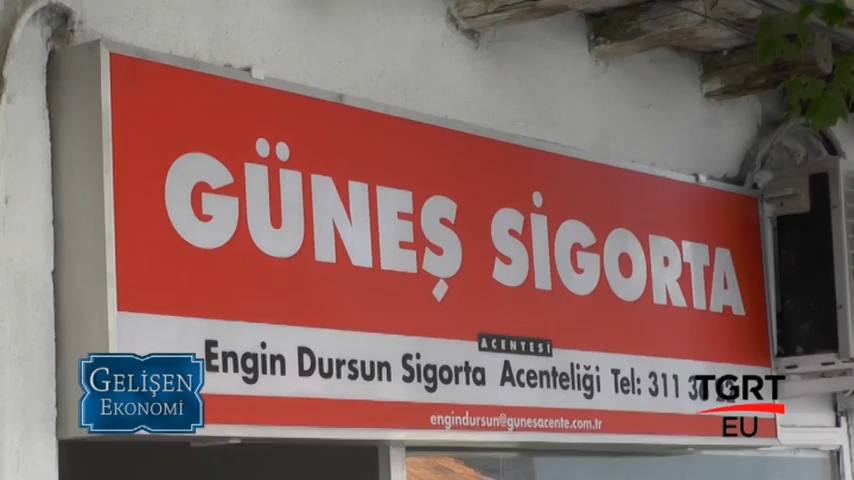 GÜNEŞ SİGORTA
ACENTESİ
Engin Dursun Sigorta Acenteliği Tel: 311
engindursun@gunesacente.com.tr
GELİŞEN
EKONOMİ
TGRT
EU